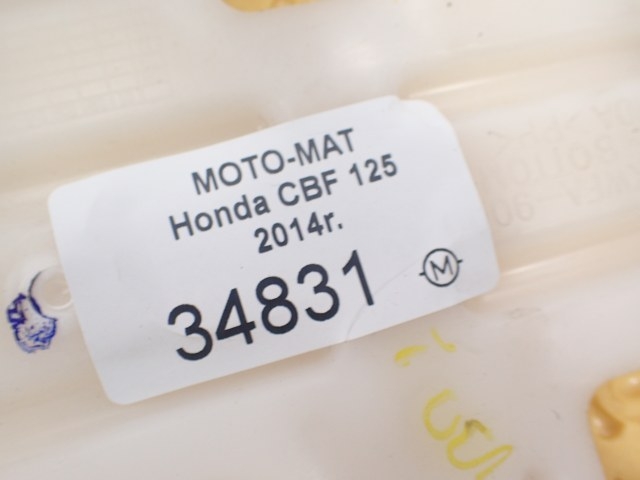 MOTO-MAT
Honda CBF 125
2014r.
34831
M